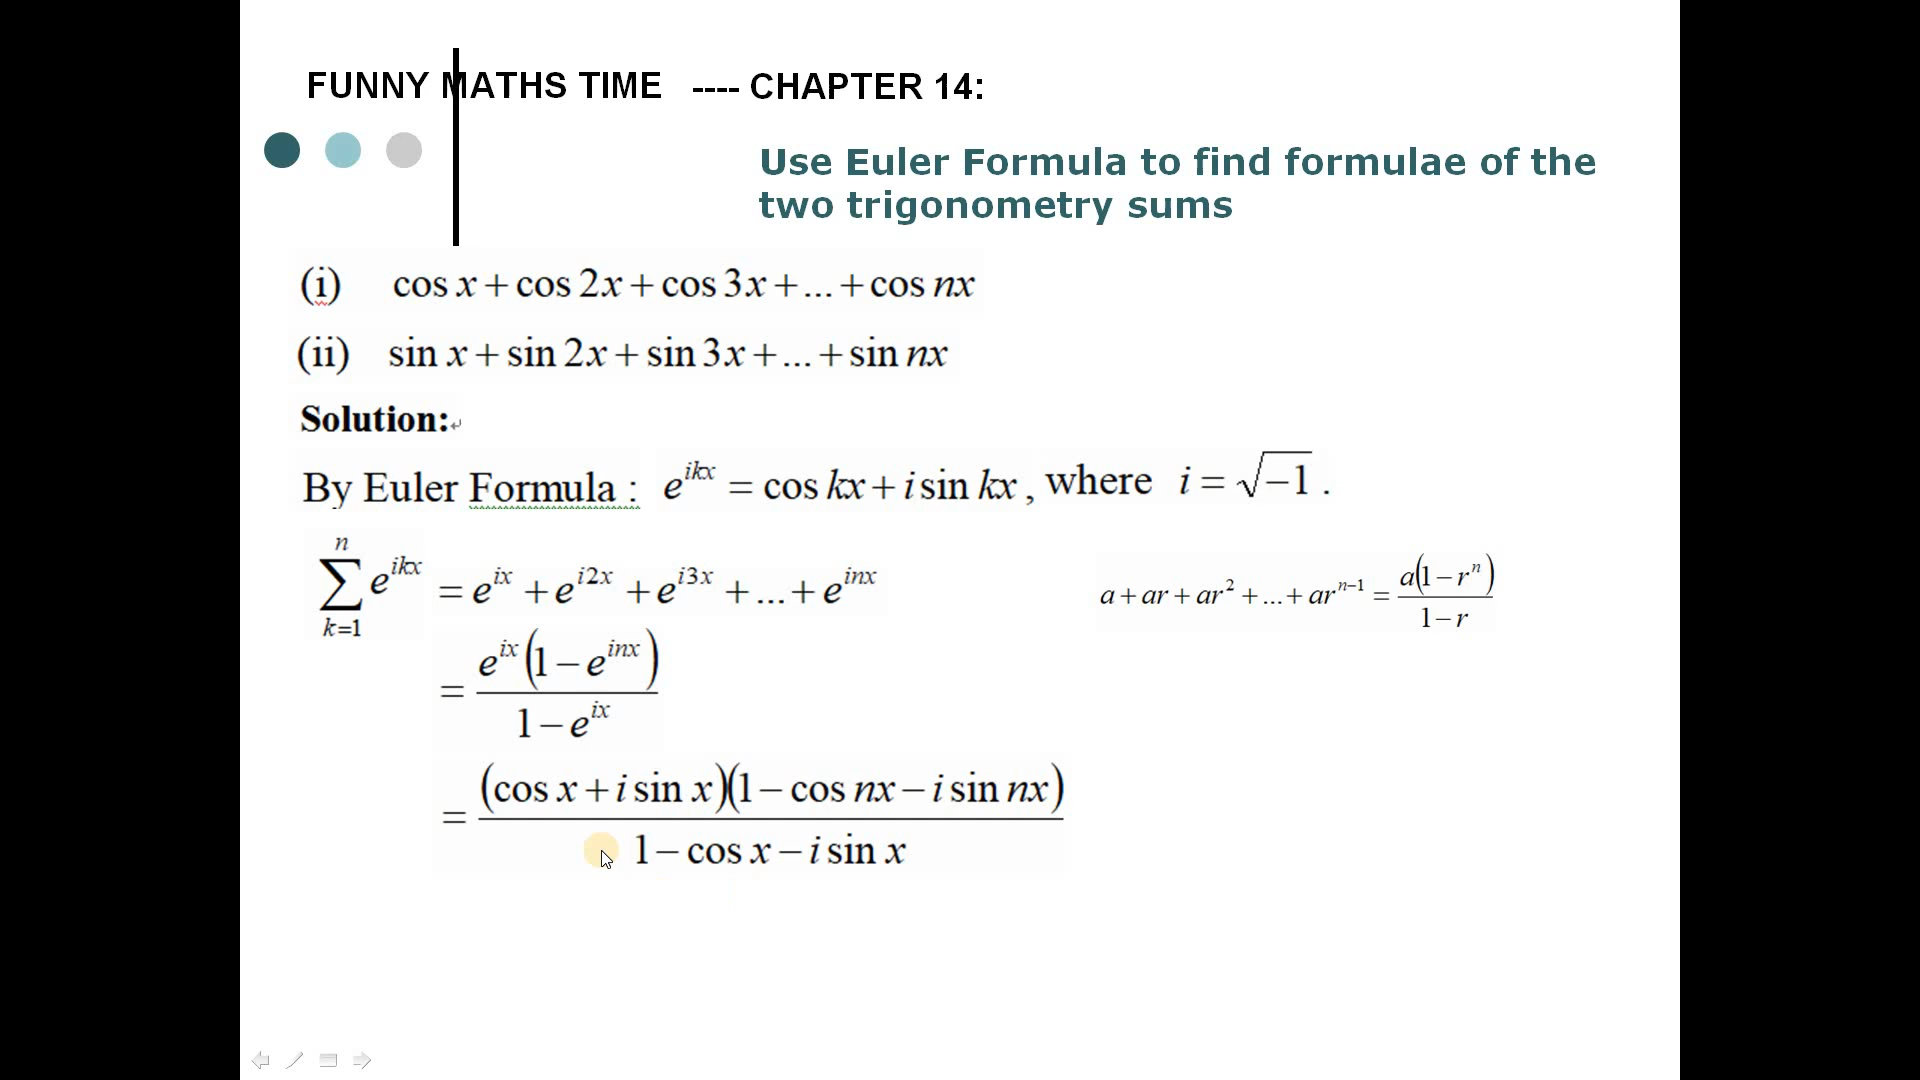 FUNNY MATHS TIME ---- CHAPTER 14:
Use Euler Formula to find formulae of the
two trigonometry sums
(i) cos x + cos 2x + cos 3x + ... + cos nx
(ii) sin x + sin 2x + sin 3x + ... + sin nx
Solution:↵
By Euler Formula : e^{ikx} = cos kx + i sin kx , where i = √−1 .
∑_{k=1}^{n} e^{ikx} = e^{ix} + e^{i2x} + e^{i3x} + ... + e^{inx}
a + ar + ar^2 + ... + ar^{n−1} = a(1 − r^n) / (1 − r)
= e^{ix}(1 − e^{inx}) / (1 − e^{ix})
= (cos x + i sin x)(1 − cos nx − i sin nx) / (1 − cos x − i sin x)